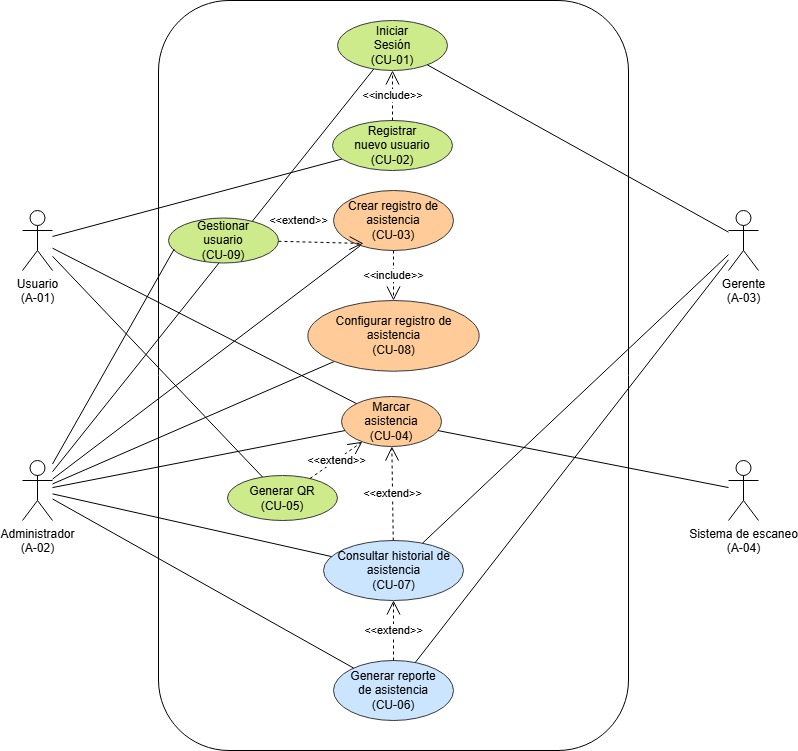 Iniciar
Sesión
(CU-01)
<<include>>
Registrar
nuevo usuario
(CU-02)
Crear registro de
asistencia
(CU-03)
<<extend>>
Gestionar
usuario
(CU-09)
Usuario
(A-01)
Gerente
(A-03)
<<include>>
Configurar registro de
asistencia
(CU-08)
Marcar
asistencia
(CU-04)
<<extend>>
Generar QR
(CU-05)
<<extend>>
Administrador
(A-02)
Sistema de escaneo
(A-04)
Consultar historial de
asistencia
(CU-07)
<<extend>>
Generar reporte
de asistencia
(CU-06)